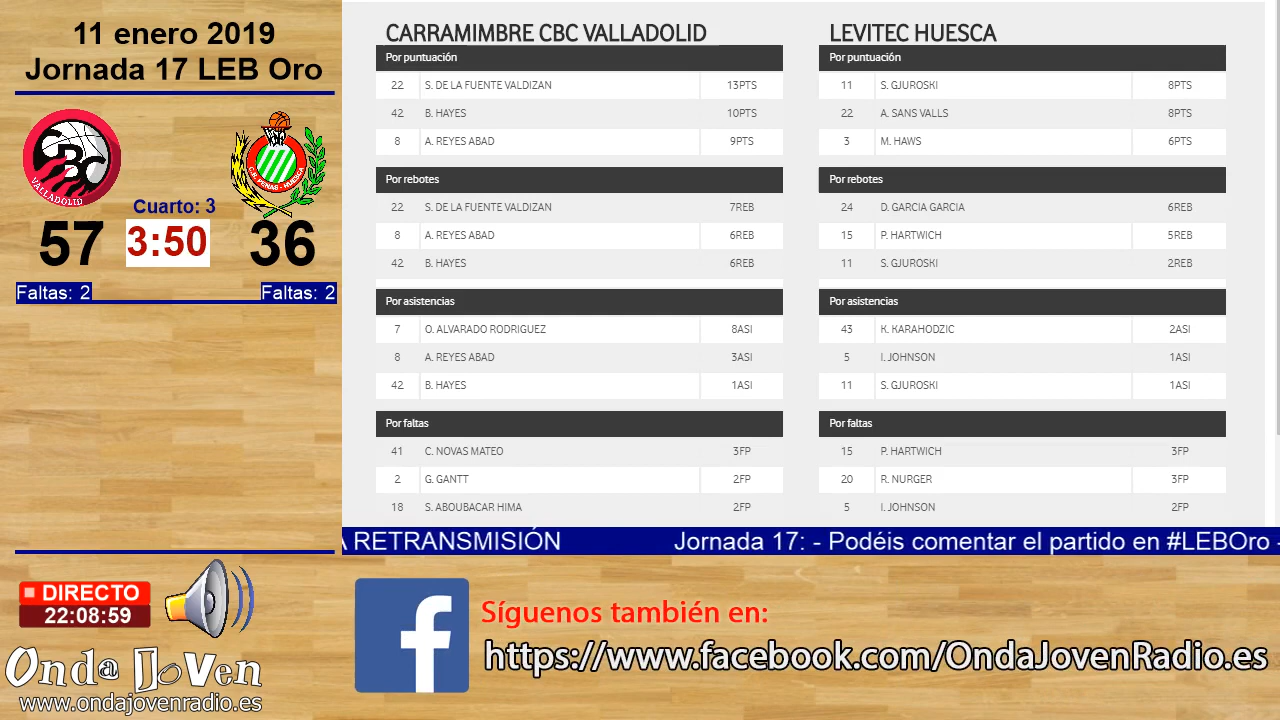 11 enero 2019
Jornada 17 LEB Oro
CBC
VALLADOLID
C.B. PEÑAS - HUESCA
Cuarto: 3
57 3:50 36
Faltas: 2 Faltas: 2
CARRAMIMBRE CBC VALLADOLID
Por puntuación
22 S. DE LA FUENTE VALDIZAN 13PTS
42 B. HAYES 10PTS
8 A. REYES ABAD 9PTS
Por rebotes
22 S. DE LA FUENTE VALDIZAN 7REB
8 A. REYES ABAD 6REB
42 B. HAYES 6REB
Por asistencias
7 O. ALVARADO RODRIGUEZ 8ASI
8 A. REYES ABAD 3ASI
42 B. HAYES 1ASI
Por faltas
41 C. NOVAS MATEO 3FP
2 G. GANTT 2FP
18 S. ABOUBACAR HIMA 2FP
LEVITEC HUESCA
Por puntuación
11 S. GJUROSKI 8PTS
22 A. SANS VALLS 8PTS
3 M. HAWS 6PTS
Por rebotes
24 D. GARCIA GARCIA 6REB
15 P. HARTWICH 5REB
11 S. GJUROSKI 2REB
Por asistencias
43 K. KARAHODZIC 2ASI
5 I. JOHNSON 1ASI
11 S. GJUROSKI 1ASI
Por faltas
15 P. HARTWICH 3FP
20 R. NURGER 3FP
5 I. JOHNSON 2FP
A RETRANSMISIÓN Jornada 17: - Podéis comentar el partido en #LEBOro -
DIRECTO
22:08:59
Onda Joven
www.ondajovenradio.es
f
Síguenos también en:
https://www.facebook.com/OndaJovenRadio.es